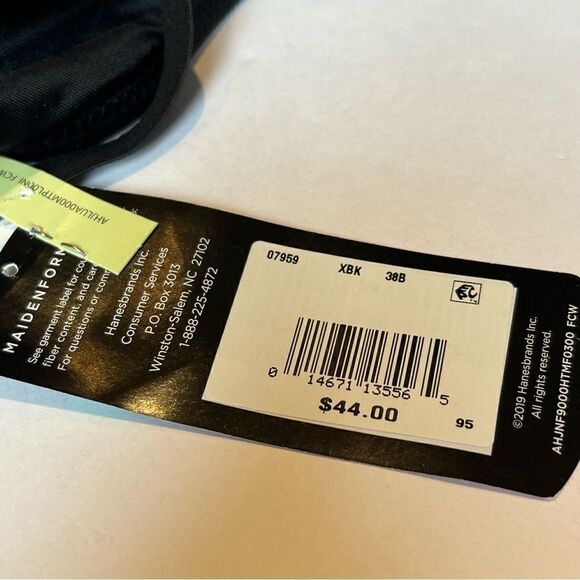 AHJLUA000MTPL00NI FCW
MAIDENFORM
See garment label for
fiber content, and
For questions or
Hanesbrands Inc.
Consumer Services
P.O. Box 3013
Winston-Salem, NC 27102
1-888-225-4872
07959 XBK 38B
0 14671 13556 5
$44.00
95
©2019 Hanesbrands Inc.
All rights reserved.
AHJNF9000HTMF0300 FCW